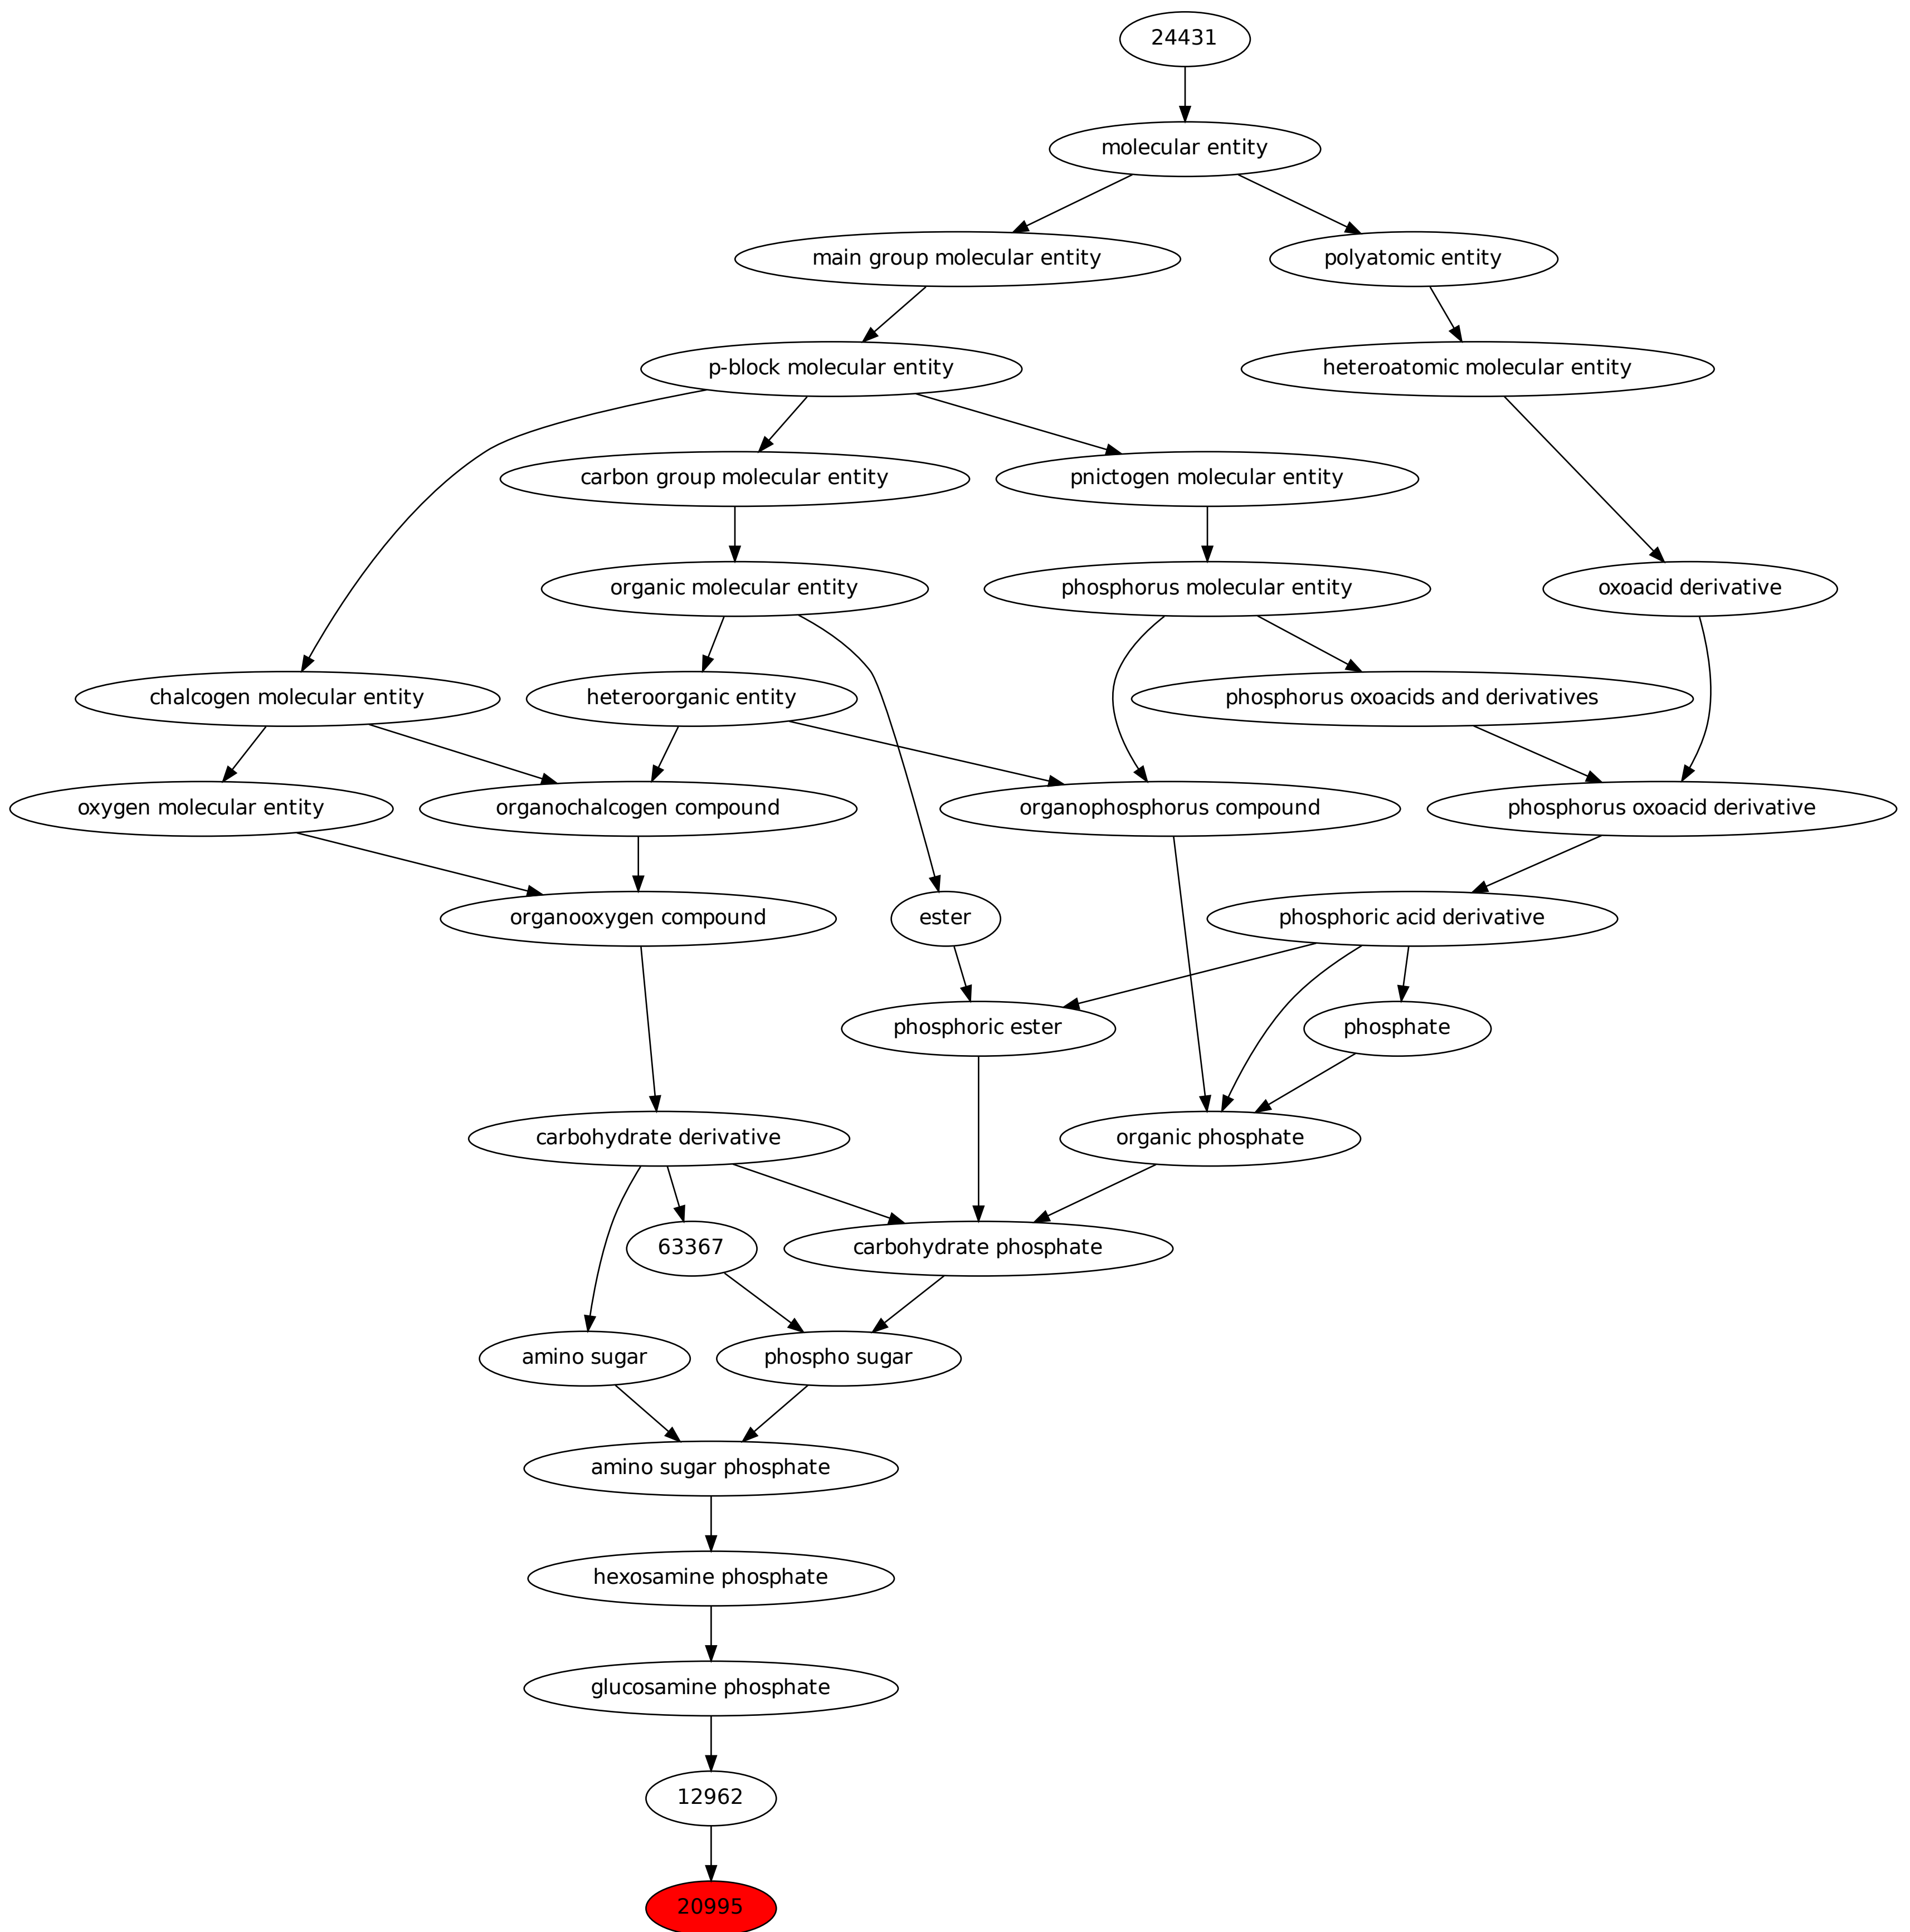 24431
molecular entity
main group molecular entity
polyatomic entity
p-block molecular entity
heteroatomic molecular entity
carbon group molecular entity
pnictogen molecular entity
organic molecular entity
phosphorus molecular entity
oxoacid derivative
chalcogen molecular entity
heteroorganic entity
phosphorus oxoacids and derivatives
oxygen molecular entity
organochalcogen compound
organophosphorus compound
phosphorus oxoacid derivative
organooxygen compound
ester
phosphoric acid derivative
phosphoric ester
phosphate
carbohydrate derivative
organic phosphate
63367
carbohydrate phosphate
amino sugar
phospho sugar
amino sugar phosphate
hexosamine phosphate
glucosamine phosphate
12962
20995